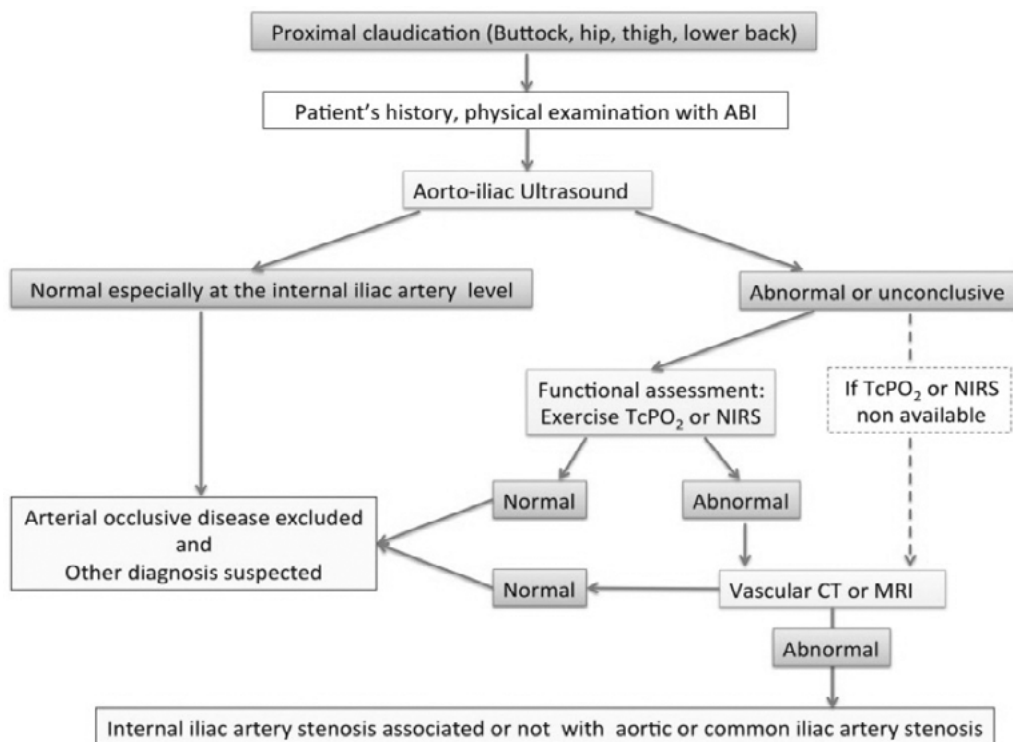 Proximal claudication (Buttock, hip, thigh, lower back)
Patient's history, physical examination with ABI
Aorto-iliac Ultrasound
Normal especially at the internal iliac artery level
Abnormal or unconclusive
Functional assessment:
Exercise TcPO₂ or NIRS
If TcPO₂ or NIRS
non available
Normal
Abnormal
Arterial occlusive disease excluded
and
Other diagnosis suspected
Normal
Vascular CT or MRI
Abnormal
Internal iliac artery stenosis associated or not with aortic or common iliac artery stenosis